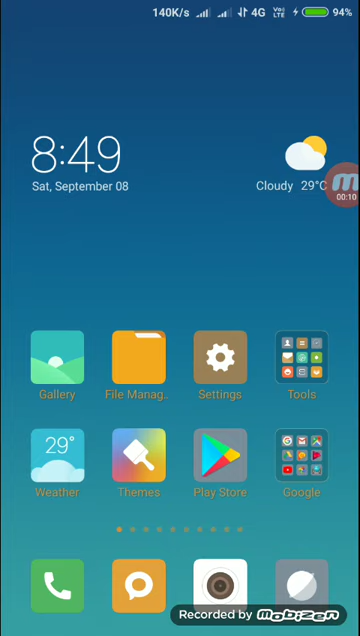 140K/s 4G VoLTE 94%
8:49
Sat, September 08
Cloudy 29°C
00:10
Gallery File Manag.. Settings Tools
29°
Weather Themes Play Store Google
Recorded by mobizen